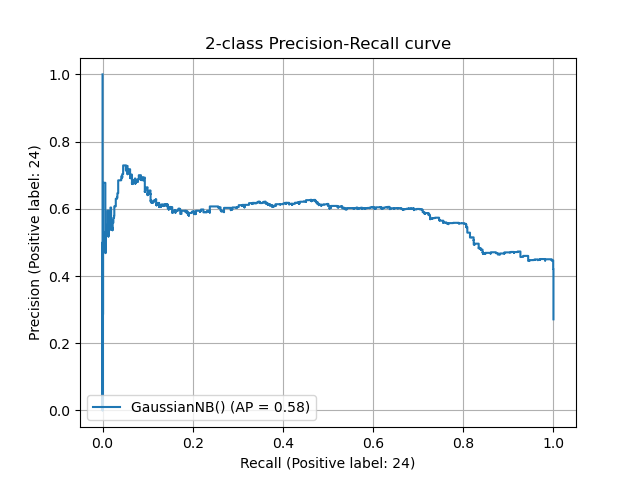 2-class Precision-Recall curve
1.0
0.8
0.6
0.4
0.2
0.0
Precision (Positive label: 24)
GaussianNB() (AP = 0.58)
0.0 0.2 0.4 0.6 0.8 1.0
Recall (Positive label: 24)